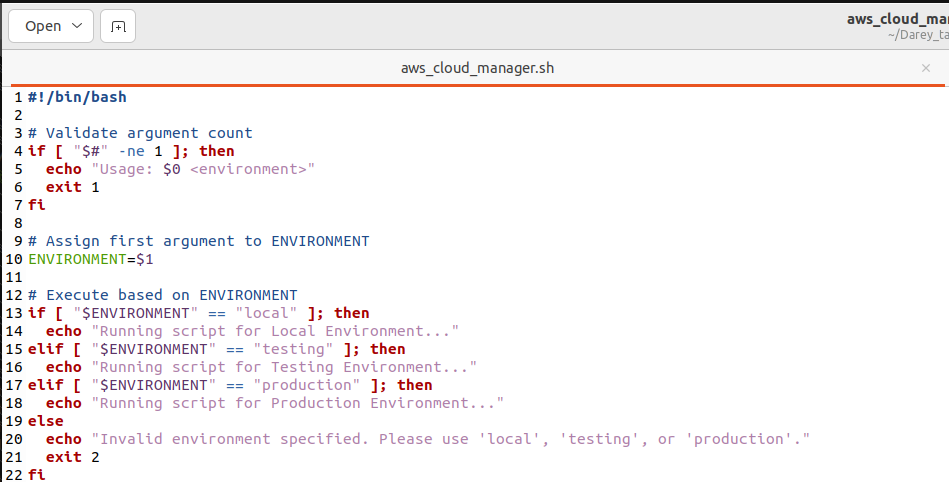 Open
aws_cloud_ma
~/Darey_ta
aws_cloud_manager.sh
1 #!/bin/bash
2
3 # Validate argument count
4 if [ "$#" -ne 1 ]; then
5   echo "Usage: $0 <environment>"
6   exit 1
7 fi
8
9 # Assign first argument to ENVIRONMENT
10 ENVIRONMENT=$1
11
12 # Execute based on ENVIRONMENT
13 if [ "$ENVIRONMENT" == "local" ]; then
14   echo "Running script for Local Environment..."
15 elif [ "$ENVIRONMENT" == "testing" ]; then
16   echo "Running script for Testing Environment..."
17 elif [ "$ENVIRONMENT" == "production" ]; then
18   echo "Running script for Production Environment..."
19 else
20   echo "Invalid environment specified. Please use 'local', 'testing', or 'production'."
21   exit 2
22 fi